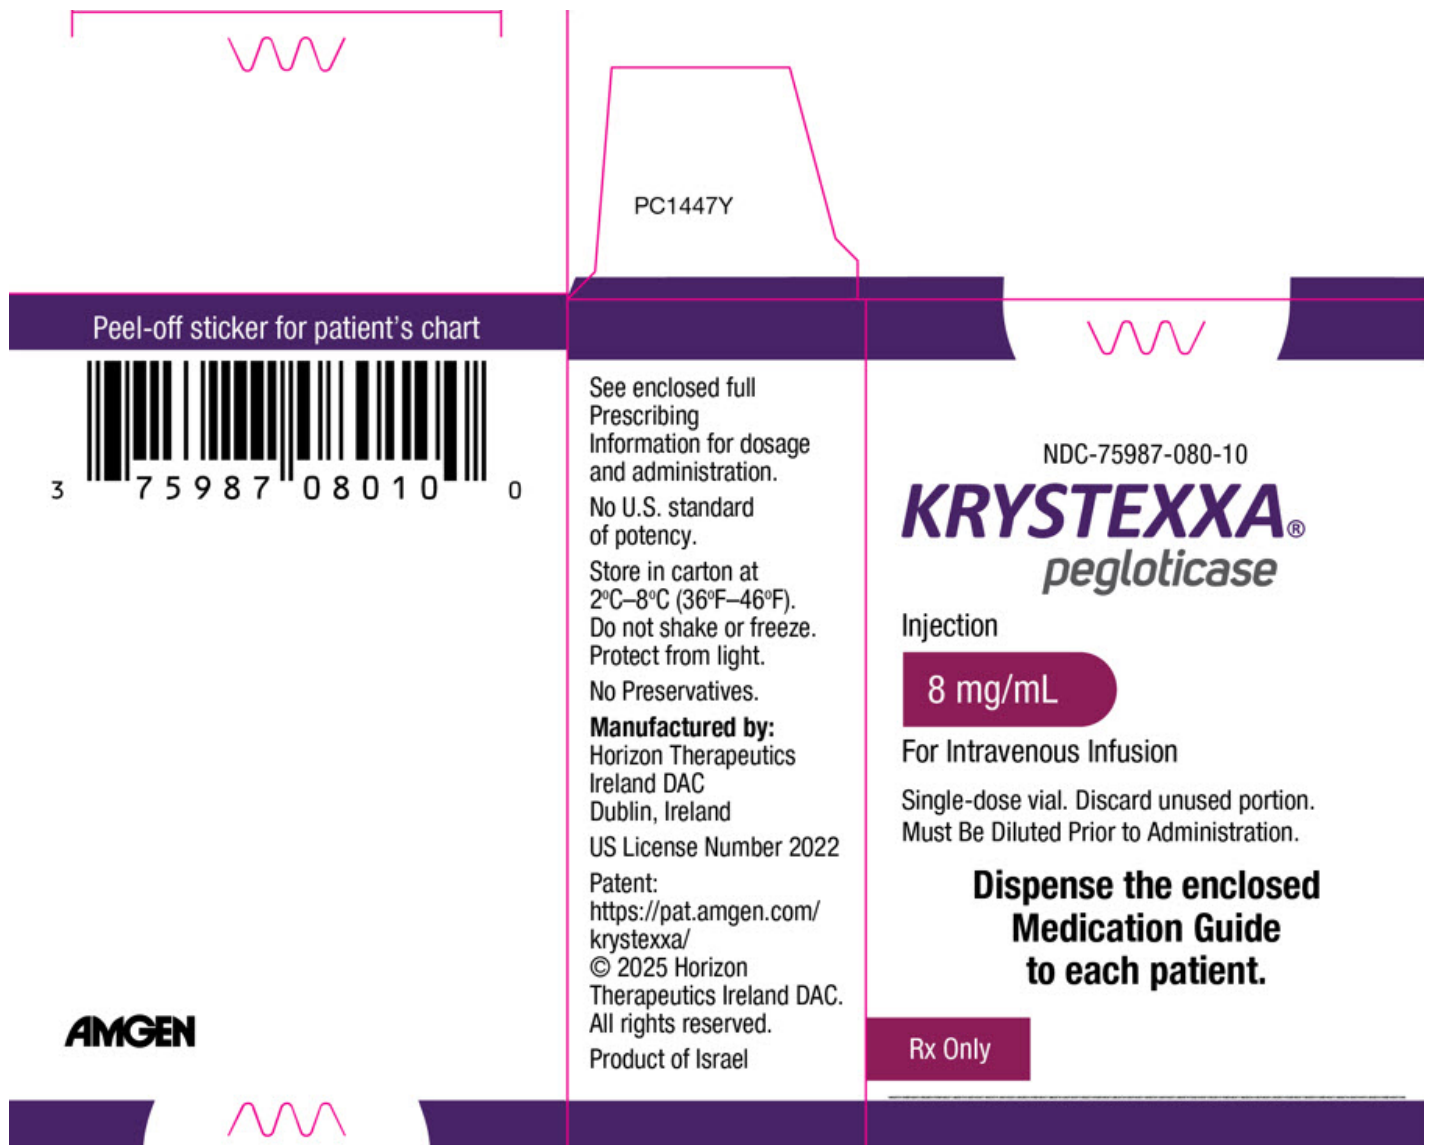 PC1447Y
Peel-off sticker for patient's chart
3 75987 08010 0
AMGEN
See enclosed full
Prescribing
Information for dosage
and administration.
No U.S. standard
of potency.
Store in carton at
2ºC–8ºC (36ºF–46ºF).
Do not shake or freeze.
Protect from light.
No Preservatives.
Manufactured by:
Horizon Therapeutics
Ireland DAC
Dublin, Ireland
US License Number 2022
Patent:
https://pat.amgen.com/
krystexxa/
© 2025 Horizon
Therapeutics Ireland DAC.
All rights reserved.
Product of Israel
NDC-75987-080-10
KRYSTEXXA®
pegloticase
Injection
8 mg/mL
For Intravenous Infusion
Single-dose vial. Discard unused portion.
Must Be Diluted Prior to Administration.
Dispense the enclosed
Medication Guide
to each patient.
Rx Only